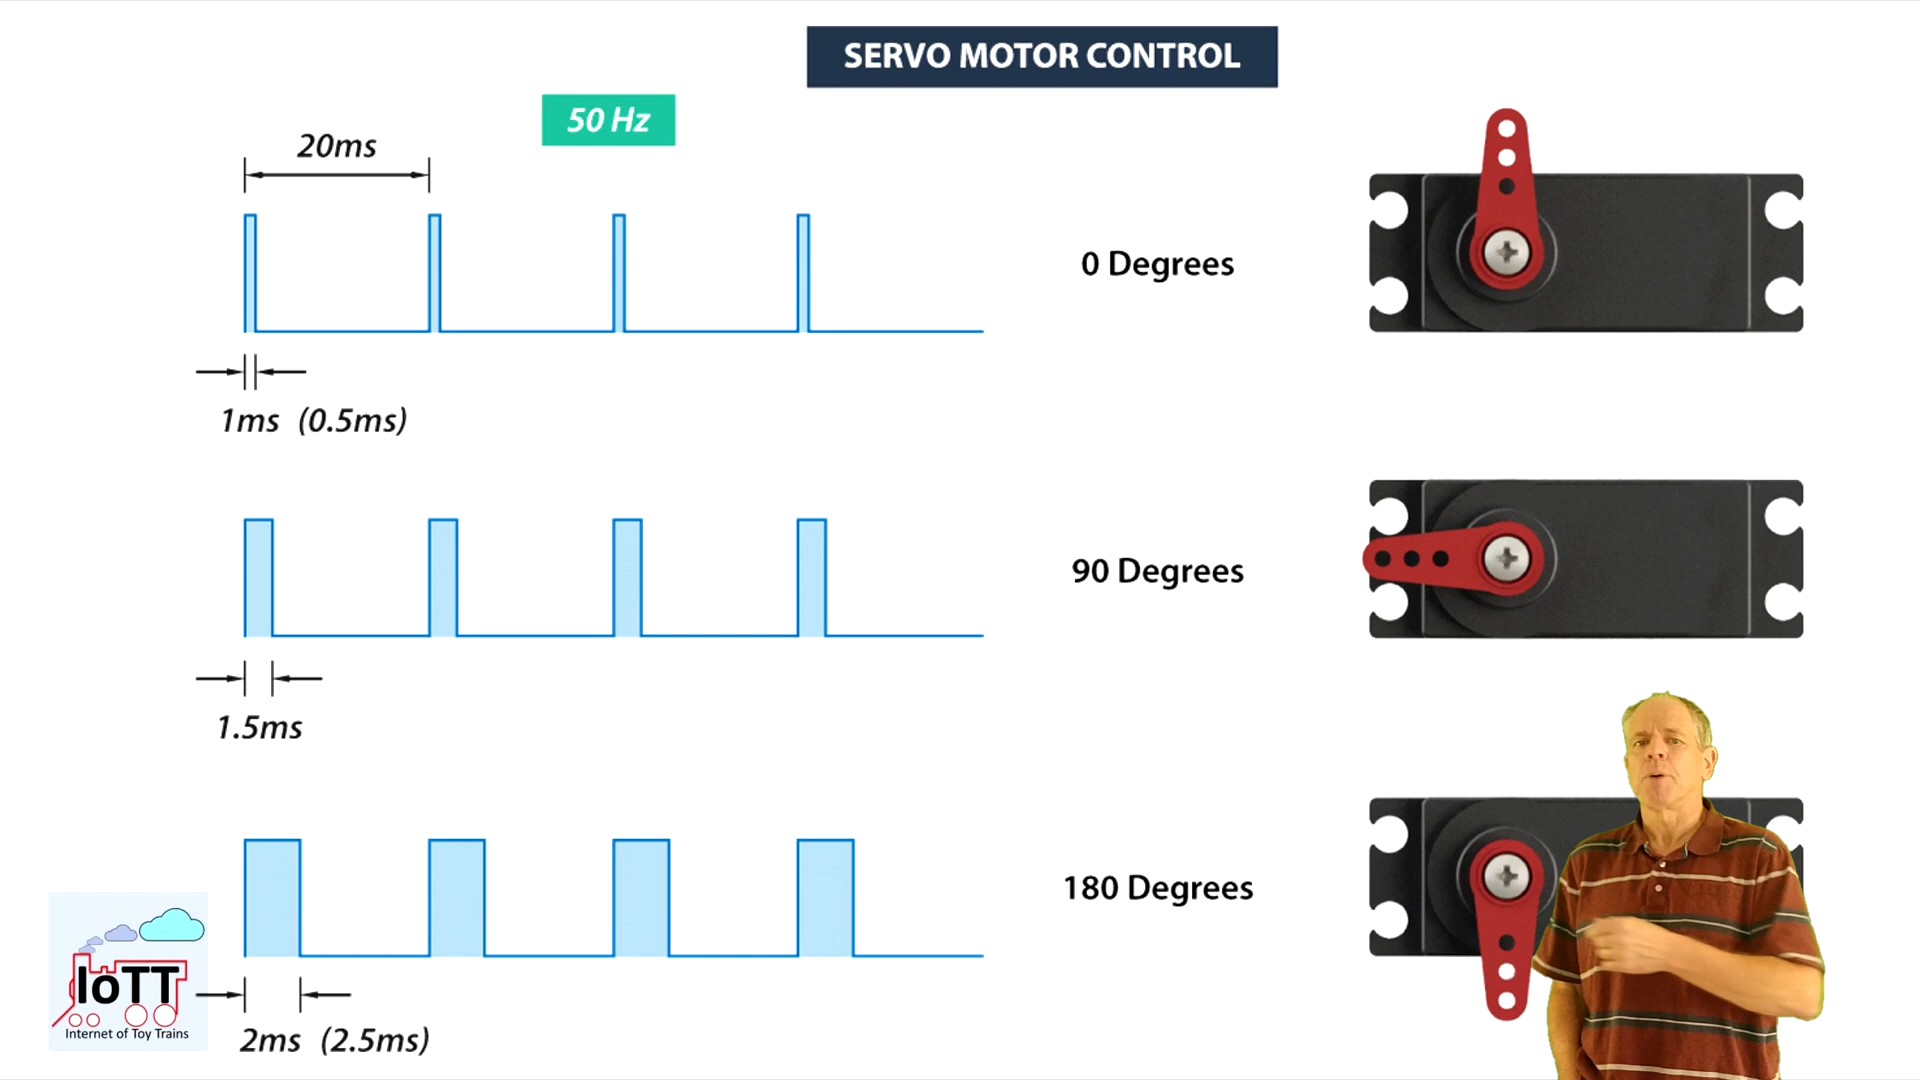 SERVO MOTOR CONTROL
50 Hz
20ms
0 Degrees
1ms (0.5ms)
90 Degrees
1.5ms
180 Degrees
IoTT
Internet of Toy Trains
2ms (2.5ms)